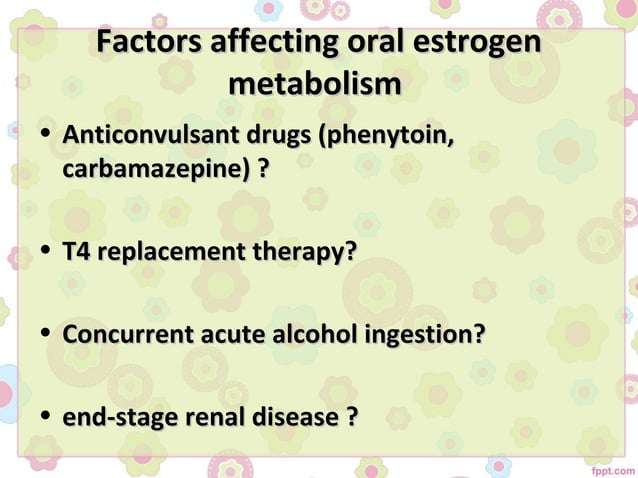 Factors affecting oral estrogen
metabolism
• Anticonvulsant drugs (phenytoin,
carbamazepine) ?
• T4 replacement therapy?
• Concurrent acute alcohol ingestion?
• end-stage renal disease ?
fppt.com